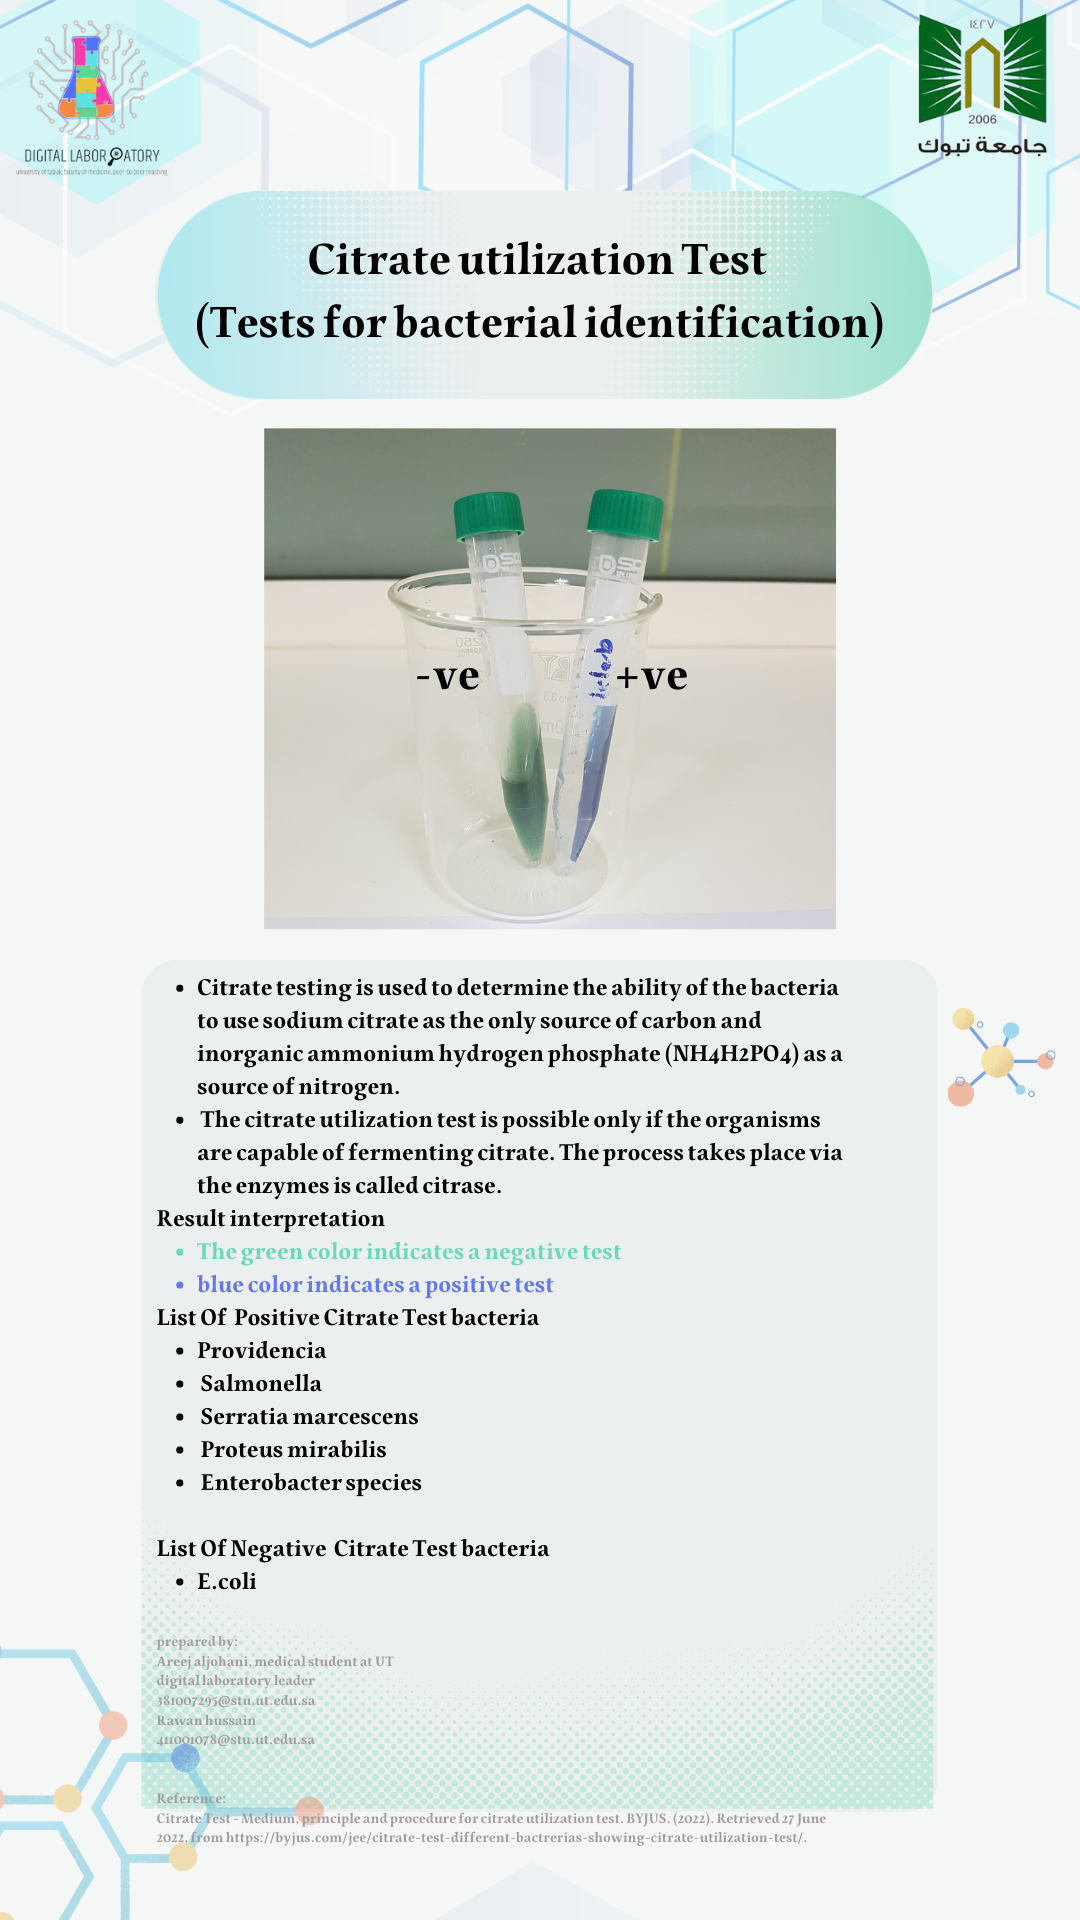 DIGITAL LABORATORY
university of tabuk, faculty of medicine, peer-to-peer teaching
١٤٢٧
2006
جامعة تبوك
Citrate utilization Test
(Tests for bacterial identification)
250
-ve
+ve
• Citrate testing is used to determine the ability of the bacteria
to use sodium citrate as the only source of carbon and
inorganic ammonium hydrogen phosphate (NH4H2PO4) as a
source of nitrogen.
• The citrate utilization test is possible only if the organisms
are capable of fermenting citrate. The process takes place via
the enzymes is called citrase.
Result interpretation
• The green color indicates a negative test
• blue color indicates a positive test
List Of Positive Citrate Test bacteria
• Providencia
• Salmonella
• Serratia marcescens
• Proteus mirabilis
• Enterobacter species
List Of Negative Citrate Test bacteria
• E.coli
prepared by:
Areej aljohani, medical student at UT
digital laboratory leader
381007295@stu.ut.edu.sa
Rawan hussain
411001078@stu.ut.edu.sa
Reference:
Citrate Test - Medium, principle and procedure for citrate utilization test. BYJUS. (2022). Retrieved 27 June
2022, from https://byjus.com/jee/citrate-test-different-bactrerias-showing-citrate-utilization-test/.